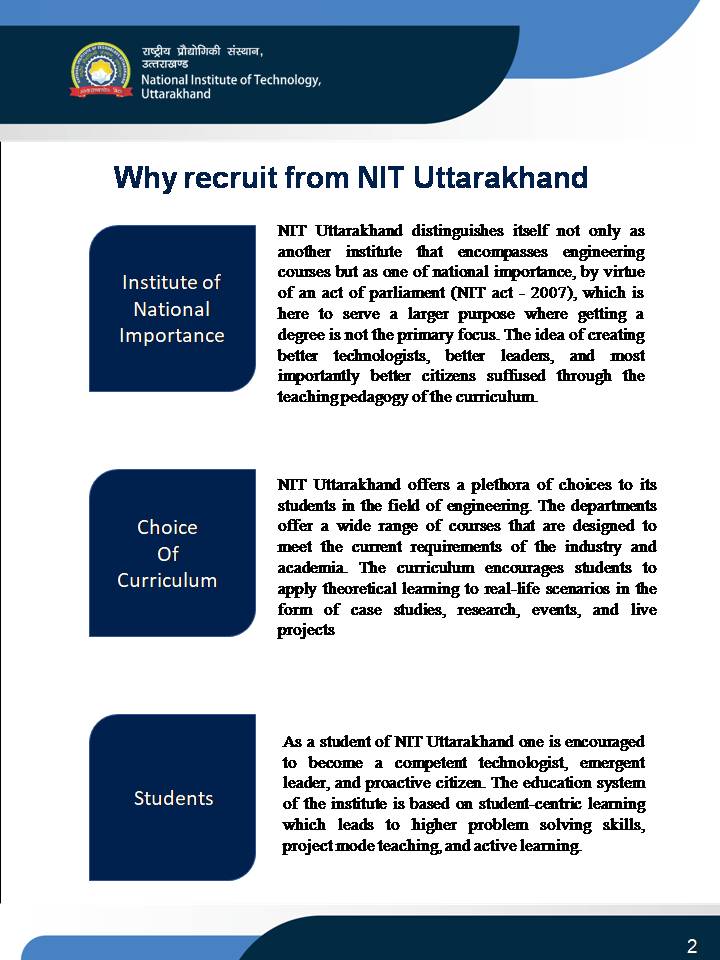 राष्ट्रीय प्रौद्योगिकी संस्थान,
उत्तराखण्ड
National Institute of Technology,
Uttarakhand
Why recruit from NIT Uttarakhand
Institute of
National
Importance
NIT Uttarakhand distinguishes itself not only as
another institute that encompasses engineering
courses but as one of national importance, by virtue
of an act of parliament (NIT act - 2007), which is
here to serve a larger purpose where getting a
degree is not the primary focus. The idea of creating
better technologists, better leaders, and most
importantly better citizens suffused through the
teaching pedagogy of the curriculum.
Choice
Of
Curriculum
NIT Uttarakhand offers a plethora of choices to its
students in the field of engineering. The departments
offer a wide range of courses that are designed to
meet the current requirements of the industry and
academia. The curriculum encourages students to
apply theoretical learning to real-life scenarios in the
form of case studies, research, events, and live
projects
Students
As a student of NIT Uttarakhand one is encouraged
to become a competent technologist, emergent
leader, and proactive citizen. The education system
of the institute is based on student-centric learning
which leads to higher problem solving skills,
project mode teaching, and active learning.
2